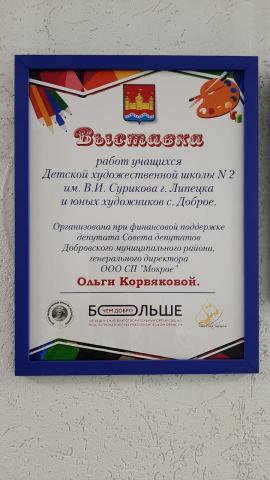 Выставка
работ учащихся
Детской художественной школы N 2
им. В.И. Сурикова г. Липецка
и юных художников с. Доброе.
Организована при финансовой поддержке
депутата Совета депутатов
Добровского муниципального района,
генерального директора
ООО СП "Мокрое"
Ольги Корвяковой.
БОЛЬШЕ
ЧЕМ ДОБРО